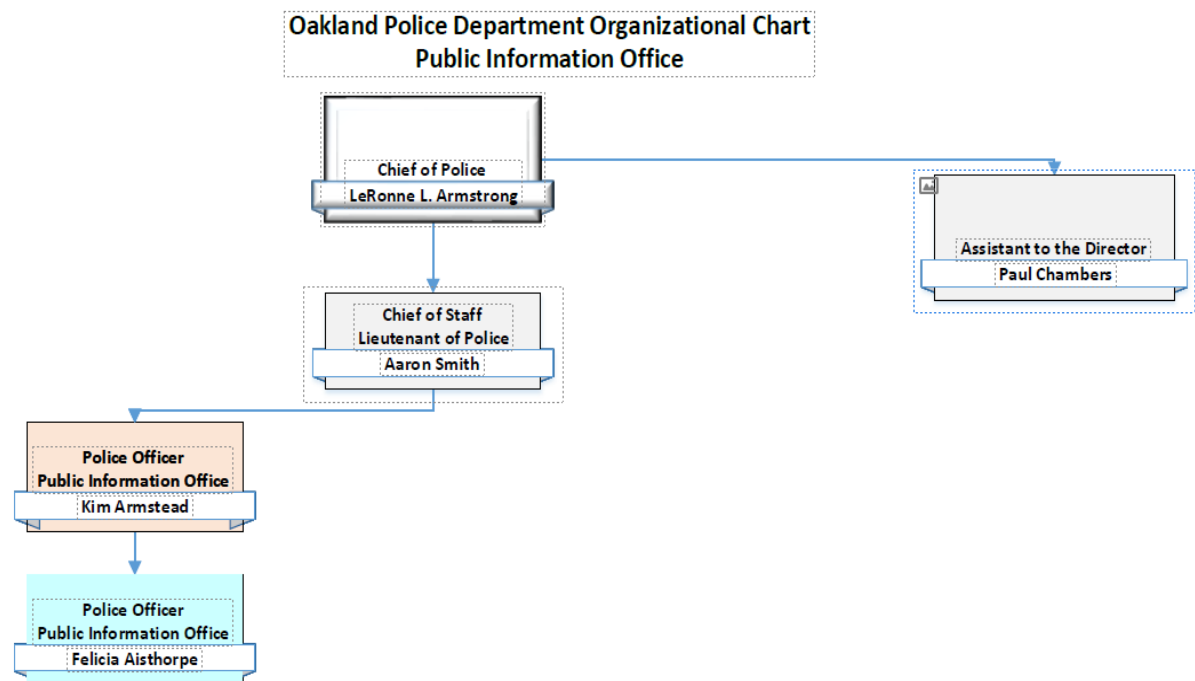 Oakland Police Department Organizational Chart
Public Information Office
Chief of Police
LeRonne L. Armstrong
Assistant to the Director
Paul Chambers
Chief of Staff
Lieutenant of Police
Aaron Smith
Police Officer
Public Information Office
Kim Armstead
Police Officer
Public Information Office
Felicia Aisthorpe